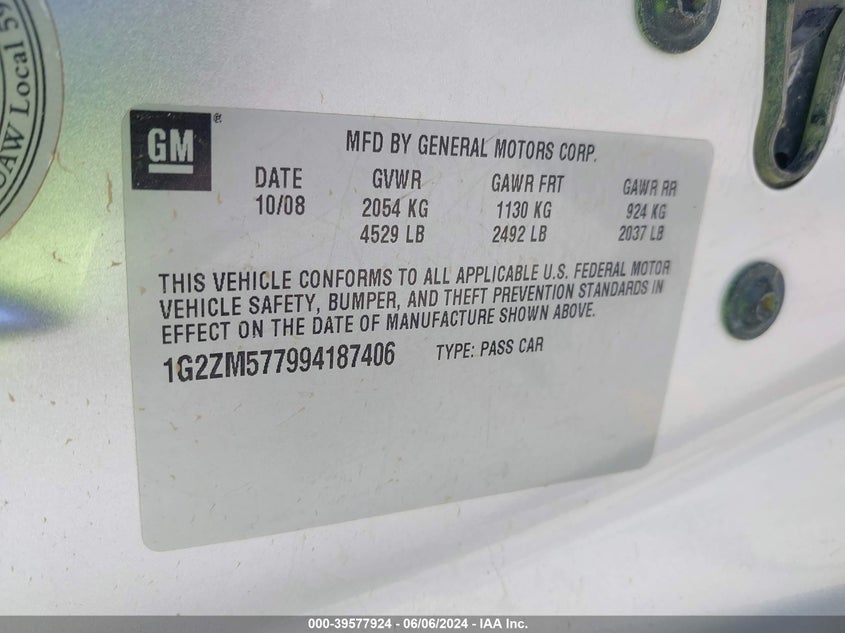 UAW Local 59
GM®
MFD BY GENERAL MOTORS CORP.
DATE GVWR GAWR FRT GAWR RR
10/08 2054 KG 1130 KG 924 KG
4529 LB 2492 LB 2037 LB
THIS VEHICLE CONFORMS TO ALL APPLICABLE U.S. FEDERAL MOTOR
VEHICLE SAFETY, BUMPER, AND THEFT PREVENTION STANDARDS IN
EFFECT ON THE DATE OF MANUFACTURE SHOWN ABOVE.
1G2ZM577994187406 TYPE: PASS CAR
000-39577924 - 06/06/2024 - IAA Inc.